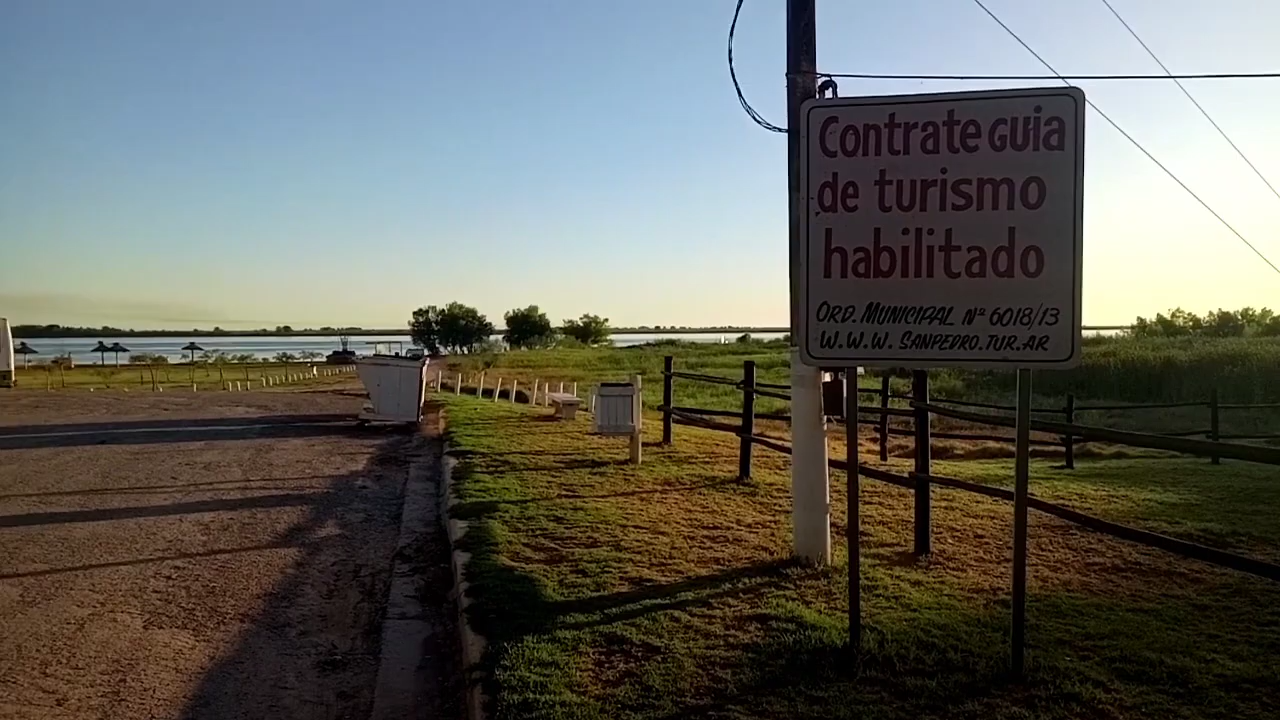 Contrate GUia
de turismo
habilitado
ORD. MUNICIPAL Nº 6018/13
W.W.W. SANPEDRO.TUR.AR